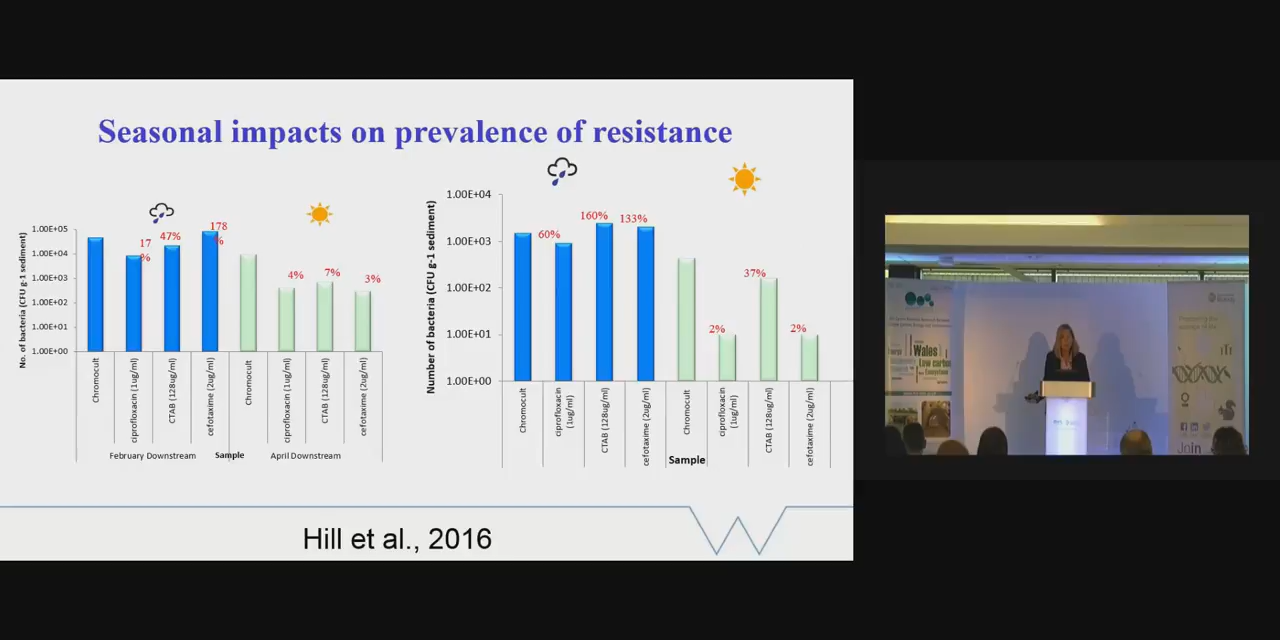 Seasonal impacts on prevalence of resistance
No. of bacteria (CFU g-1 sediment)
1.00E+05
1.00E+04
1.00E+03
1.00E+02
1.00E+01
1.00E+00
17
%
47%
178
%
4%
7%
3%
Chromocult
ciprofloxacin (1ug/ml)
CTAB (128ug/ml)
cefotaxime (2ug/ml)
Chromocult
ciprofloxacin (1ug/ml)
CTAB (128ug/ml)
cefotaxime (2ug/ml)
February Downstream
Sample
April Downstream
Number of bacteria (CFU g-1 sediment)
1.00E+04
1.00E+03
1.00E+02
1.00E+01
1.00E+00
60%
160%
133%
2%
37%
2%
Chromocult
ciprofloxacin
(1ug/ml)
CTAB (128ug/ml)
cefotaxime (2ug/ml)
Chromocult
ciprofloxacin
(1ug/ml)
CTAB (128ug/ml)
cefotaxime (2ug/ml)
Sample
Hill et al., 2016
Wales
Low carbon
Ecosystem
Join